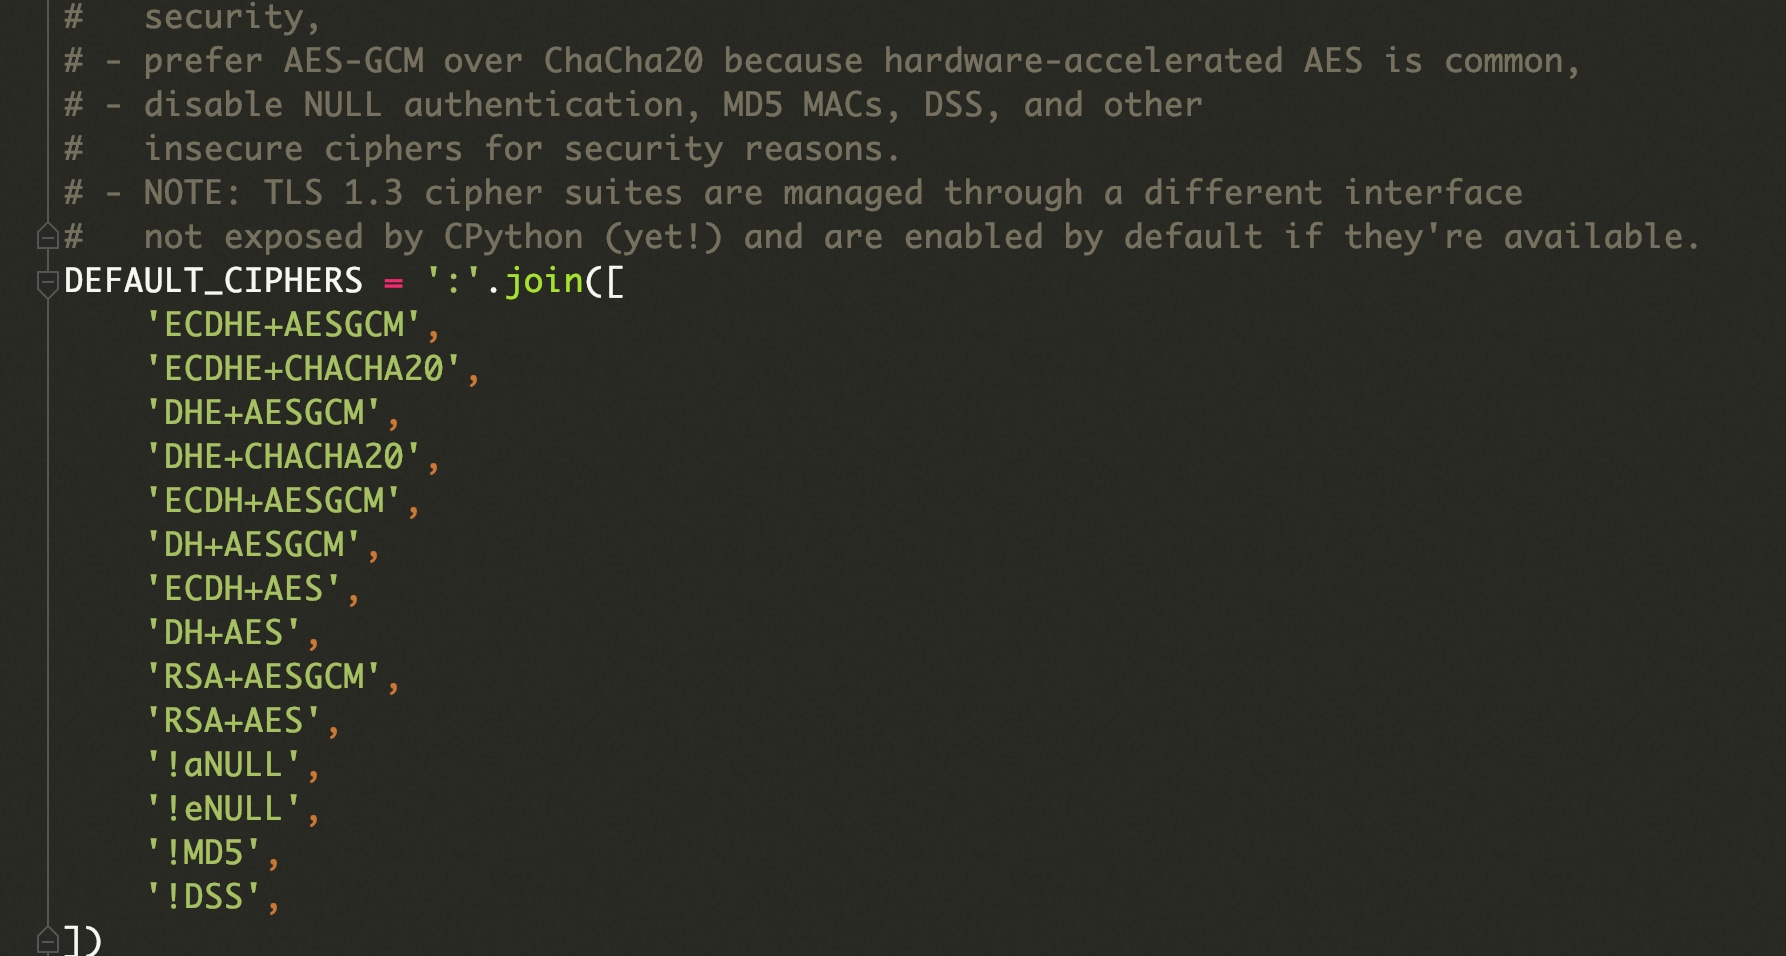 #   security,
# - prefer AES-GCM over ChaCha20 because hardware-accelerated AES is common,
# - disable NULL authentication, MD5 MACs, DSS, and other
#   insecure ciphers for security reasons.
# - NOTE: TLS 1.3 cipher suites are managed through a different interface
#   not exposed by CPython (yet!) and are enabled by default if they're available.
DEFAULT_CIPHERS = ':'.join([
    'ECDHE+AESGCM',
    'ECDHE+CHACHA20',
    'DHE+AESGCM',
    'DHE+CHACHA20',
    'ECDH+AESGCM',
    'DH+AESGCM',
    'ECDH+AES',
    'DH+AES',
    'RSA+AESGCM',
    'RSA+AES',
    '!aNULL',
    '!eNULL',
    '!MD5',
    '!DSS',
])